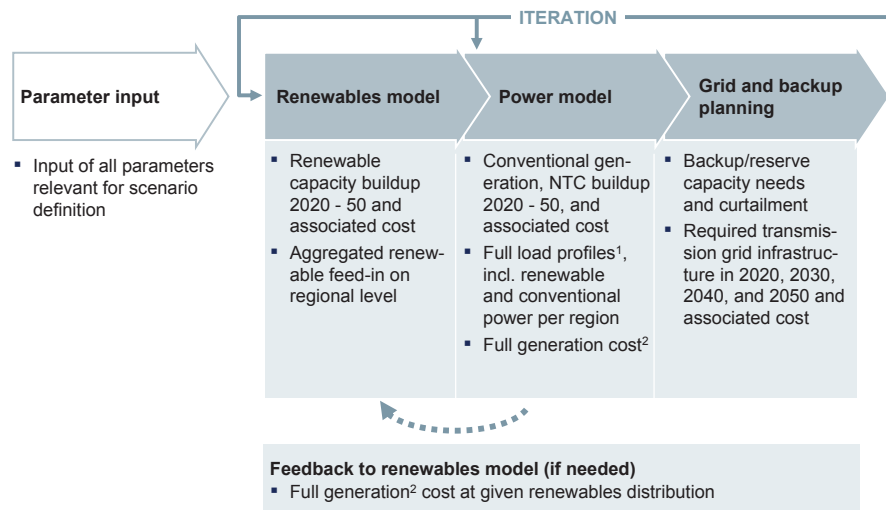 ITERATION
Parameter input
▪ Input of all parameters
relevant for scenario
definition
Renewables model
▪ Renewable
capacity buildup
2020 - 50 and
associated cost
▪ Aggregated renew-
able feed-in on
regional level
Power model
▪ Conventional gen-
eration, NTC buildup
2020 - 50, and
associated cost
▪ Full load profiles¹,
incl. renewable
and conventional
power per region
▪ Full generation cost²
Grid and backup
planning
▪ Backup/reserve
capacity needs
and curtailment
▪ Required transmis-
sion grid infrastruc-
ture in 2020, 2030,
2040, and 2050 and
associated cost
Feedback to renewables model (if needed)
▪ Full generation² cost at given renewables distribution